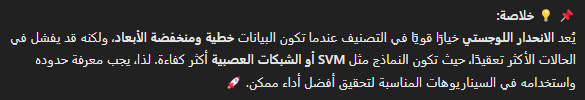 📌 💡 خلاصة:
يُعد الانحدار اللوجستي خيارًا قويًا في التصنيف عندما تكون البيانات خطية ومنخفضة الأبعاد، ولكنه قد يفشل في
الحالات الأكثر تعقيدًا، حيث تكون النماذج مثل SVM أو الشبكات العصبية أكثر كفاءة. لذا، يجب معرفة حدوده
واستخدامه في السيناريوهات المناسبة لتحقيق أفضل أداء ممكن. 🚀